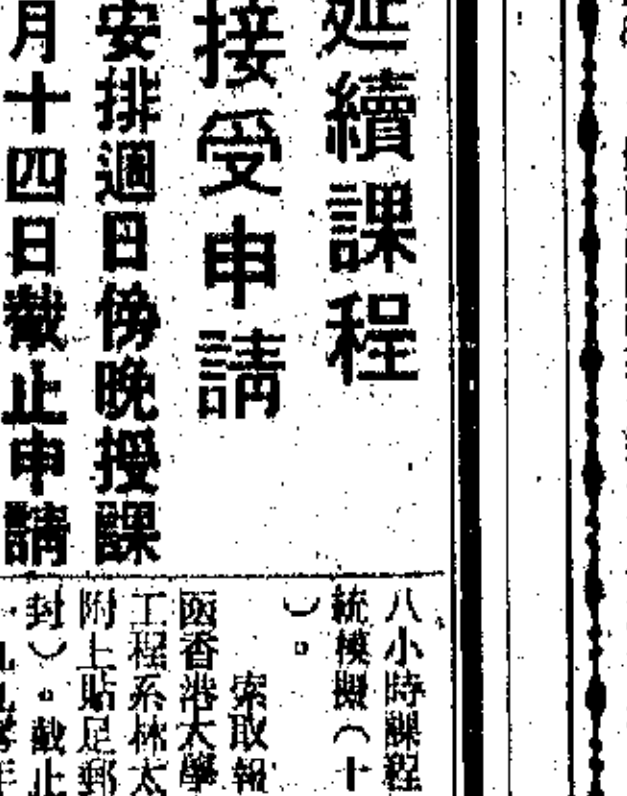 延續課程
接受申請
安排週日傍晚授課
月十四日截止申請
八小時課程
統模擬（十
）。
索取報
函香港大學
工程系林太
附上貼足郵
封）。截止